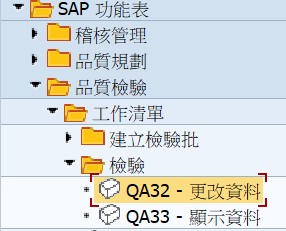 SAP 功能表
稽核管理
品質規劃
品質檢驗
工作清單
建立檢驗批
檢驗
QA32 - 更改資料
QA33 - 顯示資料